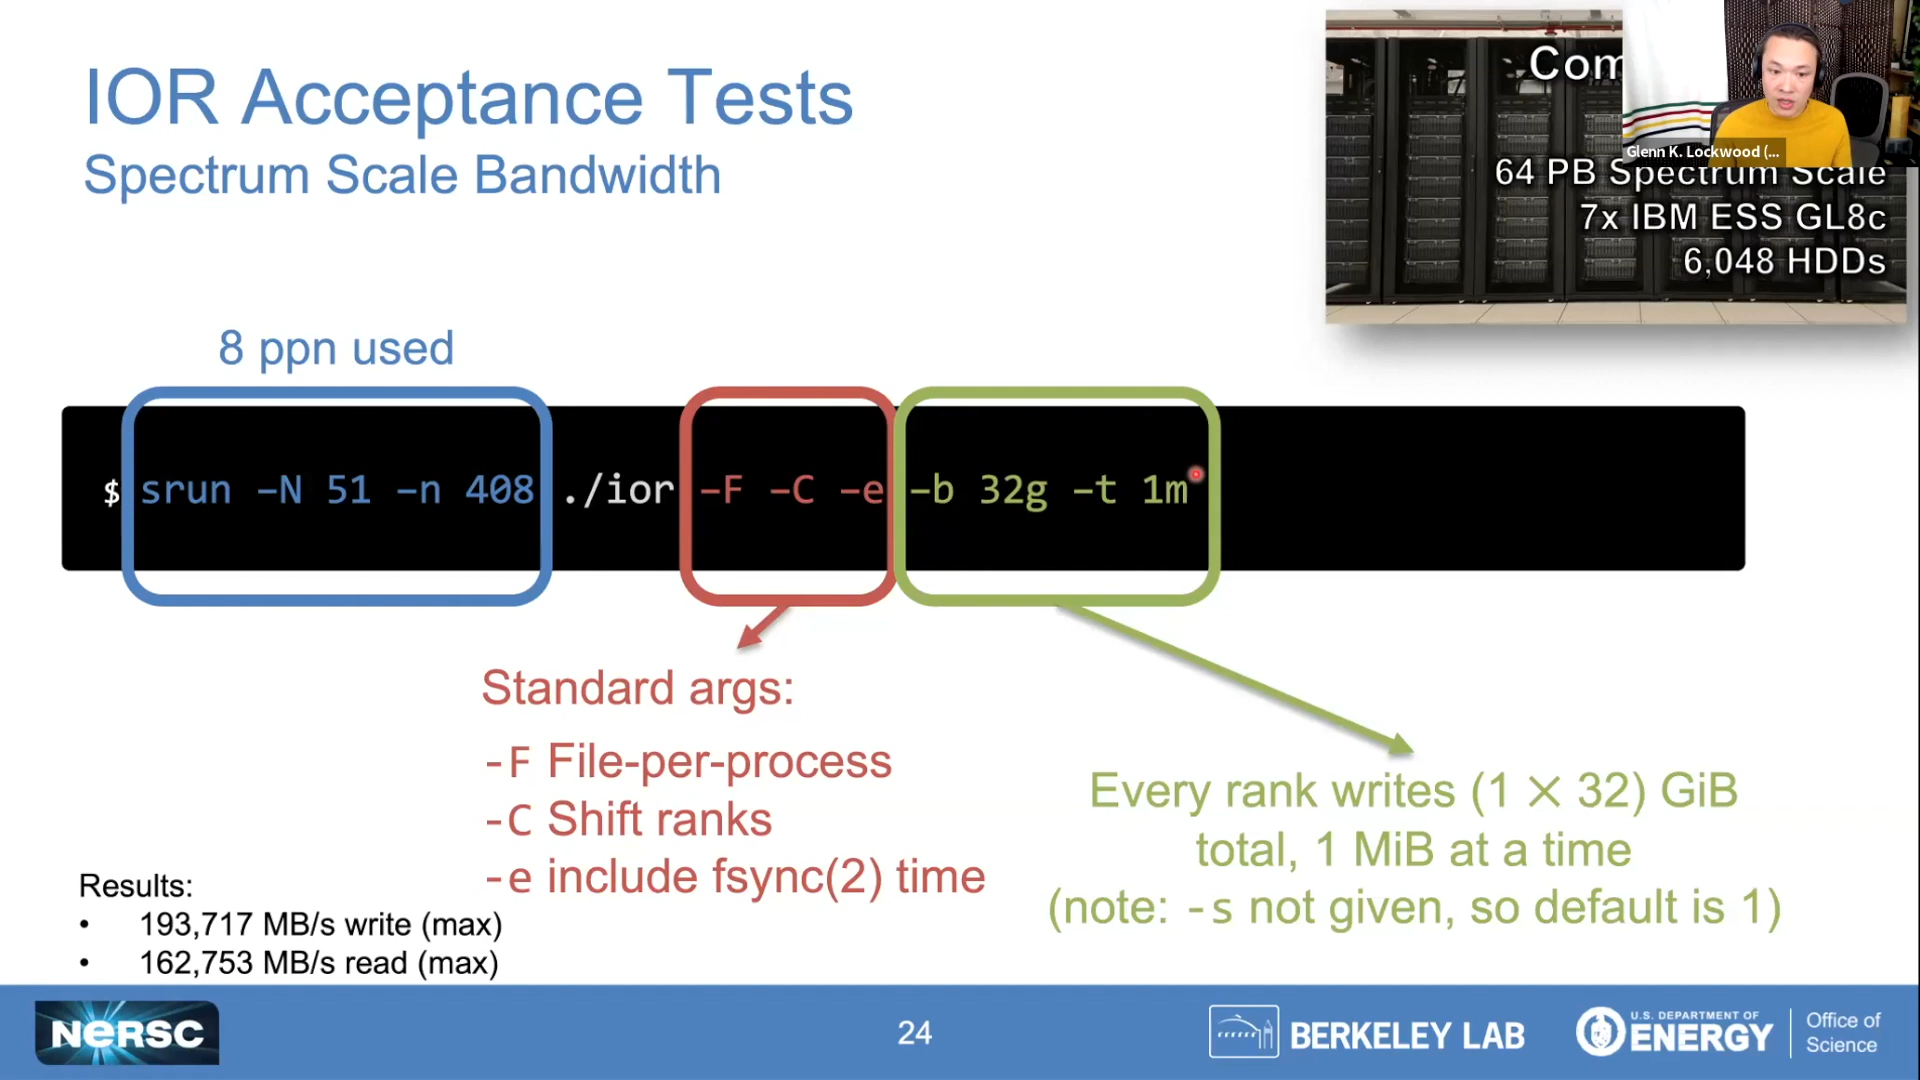 IOR Acceptance Tests
Spectrum Scale Bandwidth
Com
Glenn K. Lockwood (...
64 PB Spectrum Scale
7x IBM ESS GL8c
6,048 HDDs
8 ppn used
$ srun –N 51 –n 408 ./ior –F –C –e –b 32g –t 1m
Standard args:
-F File-per-process
-C Shift ranks
-e include fsync(2) time
Every rank writes (1 × 32) GiB
total, 1 MiB at a time
(note: -s not given, so default is 1)
Results:
• 193,717 MB/s write (max)
• 162,753 MB/s read (max)
NeRSC
24
BERKELEY LAB
U.S. DEPARTMENT OF
ENERGY
Office of
Science